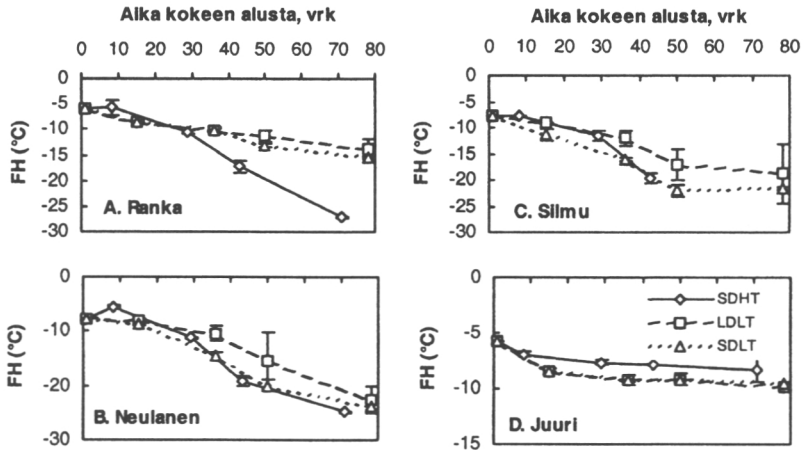 Aika kokeen alusta, vrk
0 10 20 30 40 50 60 70 80
0
-5
-10
-15
-20
-25
-30
FH (°C)
A. Ranka
Aika kokeen alusta, vrk
0 10 20 30 40 50 60 70 80
0
-5
-10
-15
-20
-25
-30
FH (°C)
C. Silmu
0
-10
-20
-30
FH (°C)
B. Neulanen
0
-5
-10
-15
FH (°C)
SDHT
LDLT
SDLT
D. Juuri